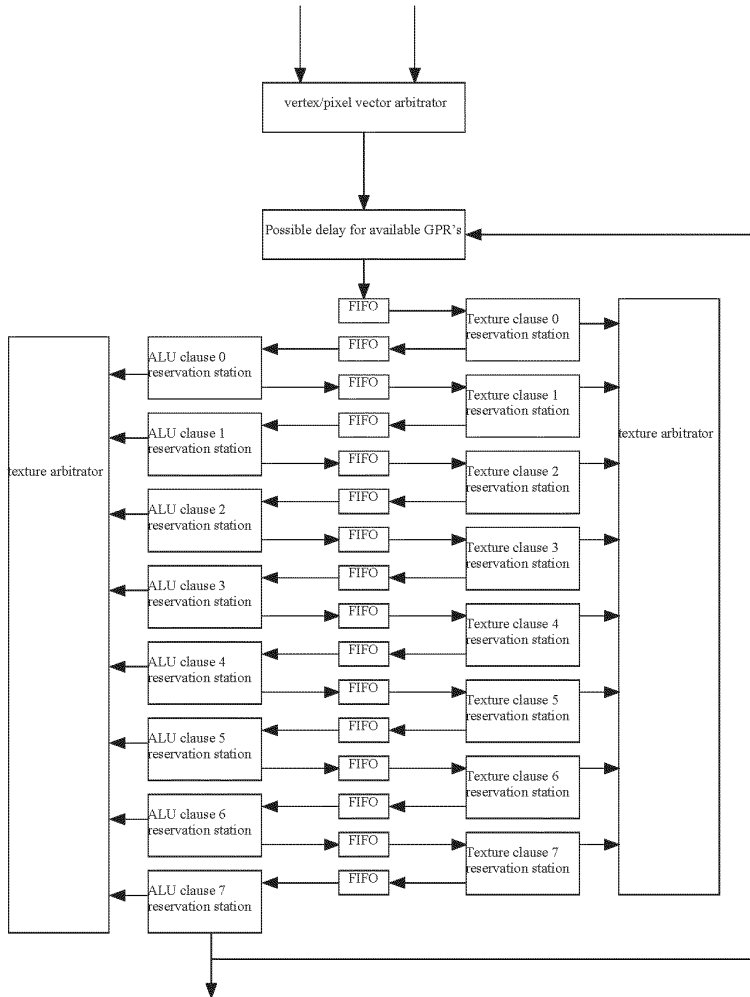 vertex/pixel vector arbitrator
Possible delay for available GPR's
FIFO
Texture clause 0
reservation station
FIFO
ALU clause 0
reservation station
FIFO
Texture clause 1
reservation station
FIFO
ALU clause 1
reservation station
texture arbitrator
texture arbitrator
FIFO
Texture clause 2
reservation station
FIFO
ALU clause 2
reservation station
FIFO
Texture clause 3
reservation station
FIFO
ALU clause 3
reservation station
FIFO
Texture clause 4
reservation station
FIFO
ALU clause 4
reservation station
FIFO
Texture clause 5
reservation station
FIFO
ALU clause 5
reservation station
FIFO
Texture clause 6
reservation station
FIFO
ALU clause 6
reservation station
FIFO
Texture clause 7
reservation station
FIFO
ALU clause 7
reservation station